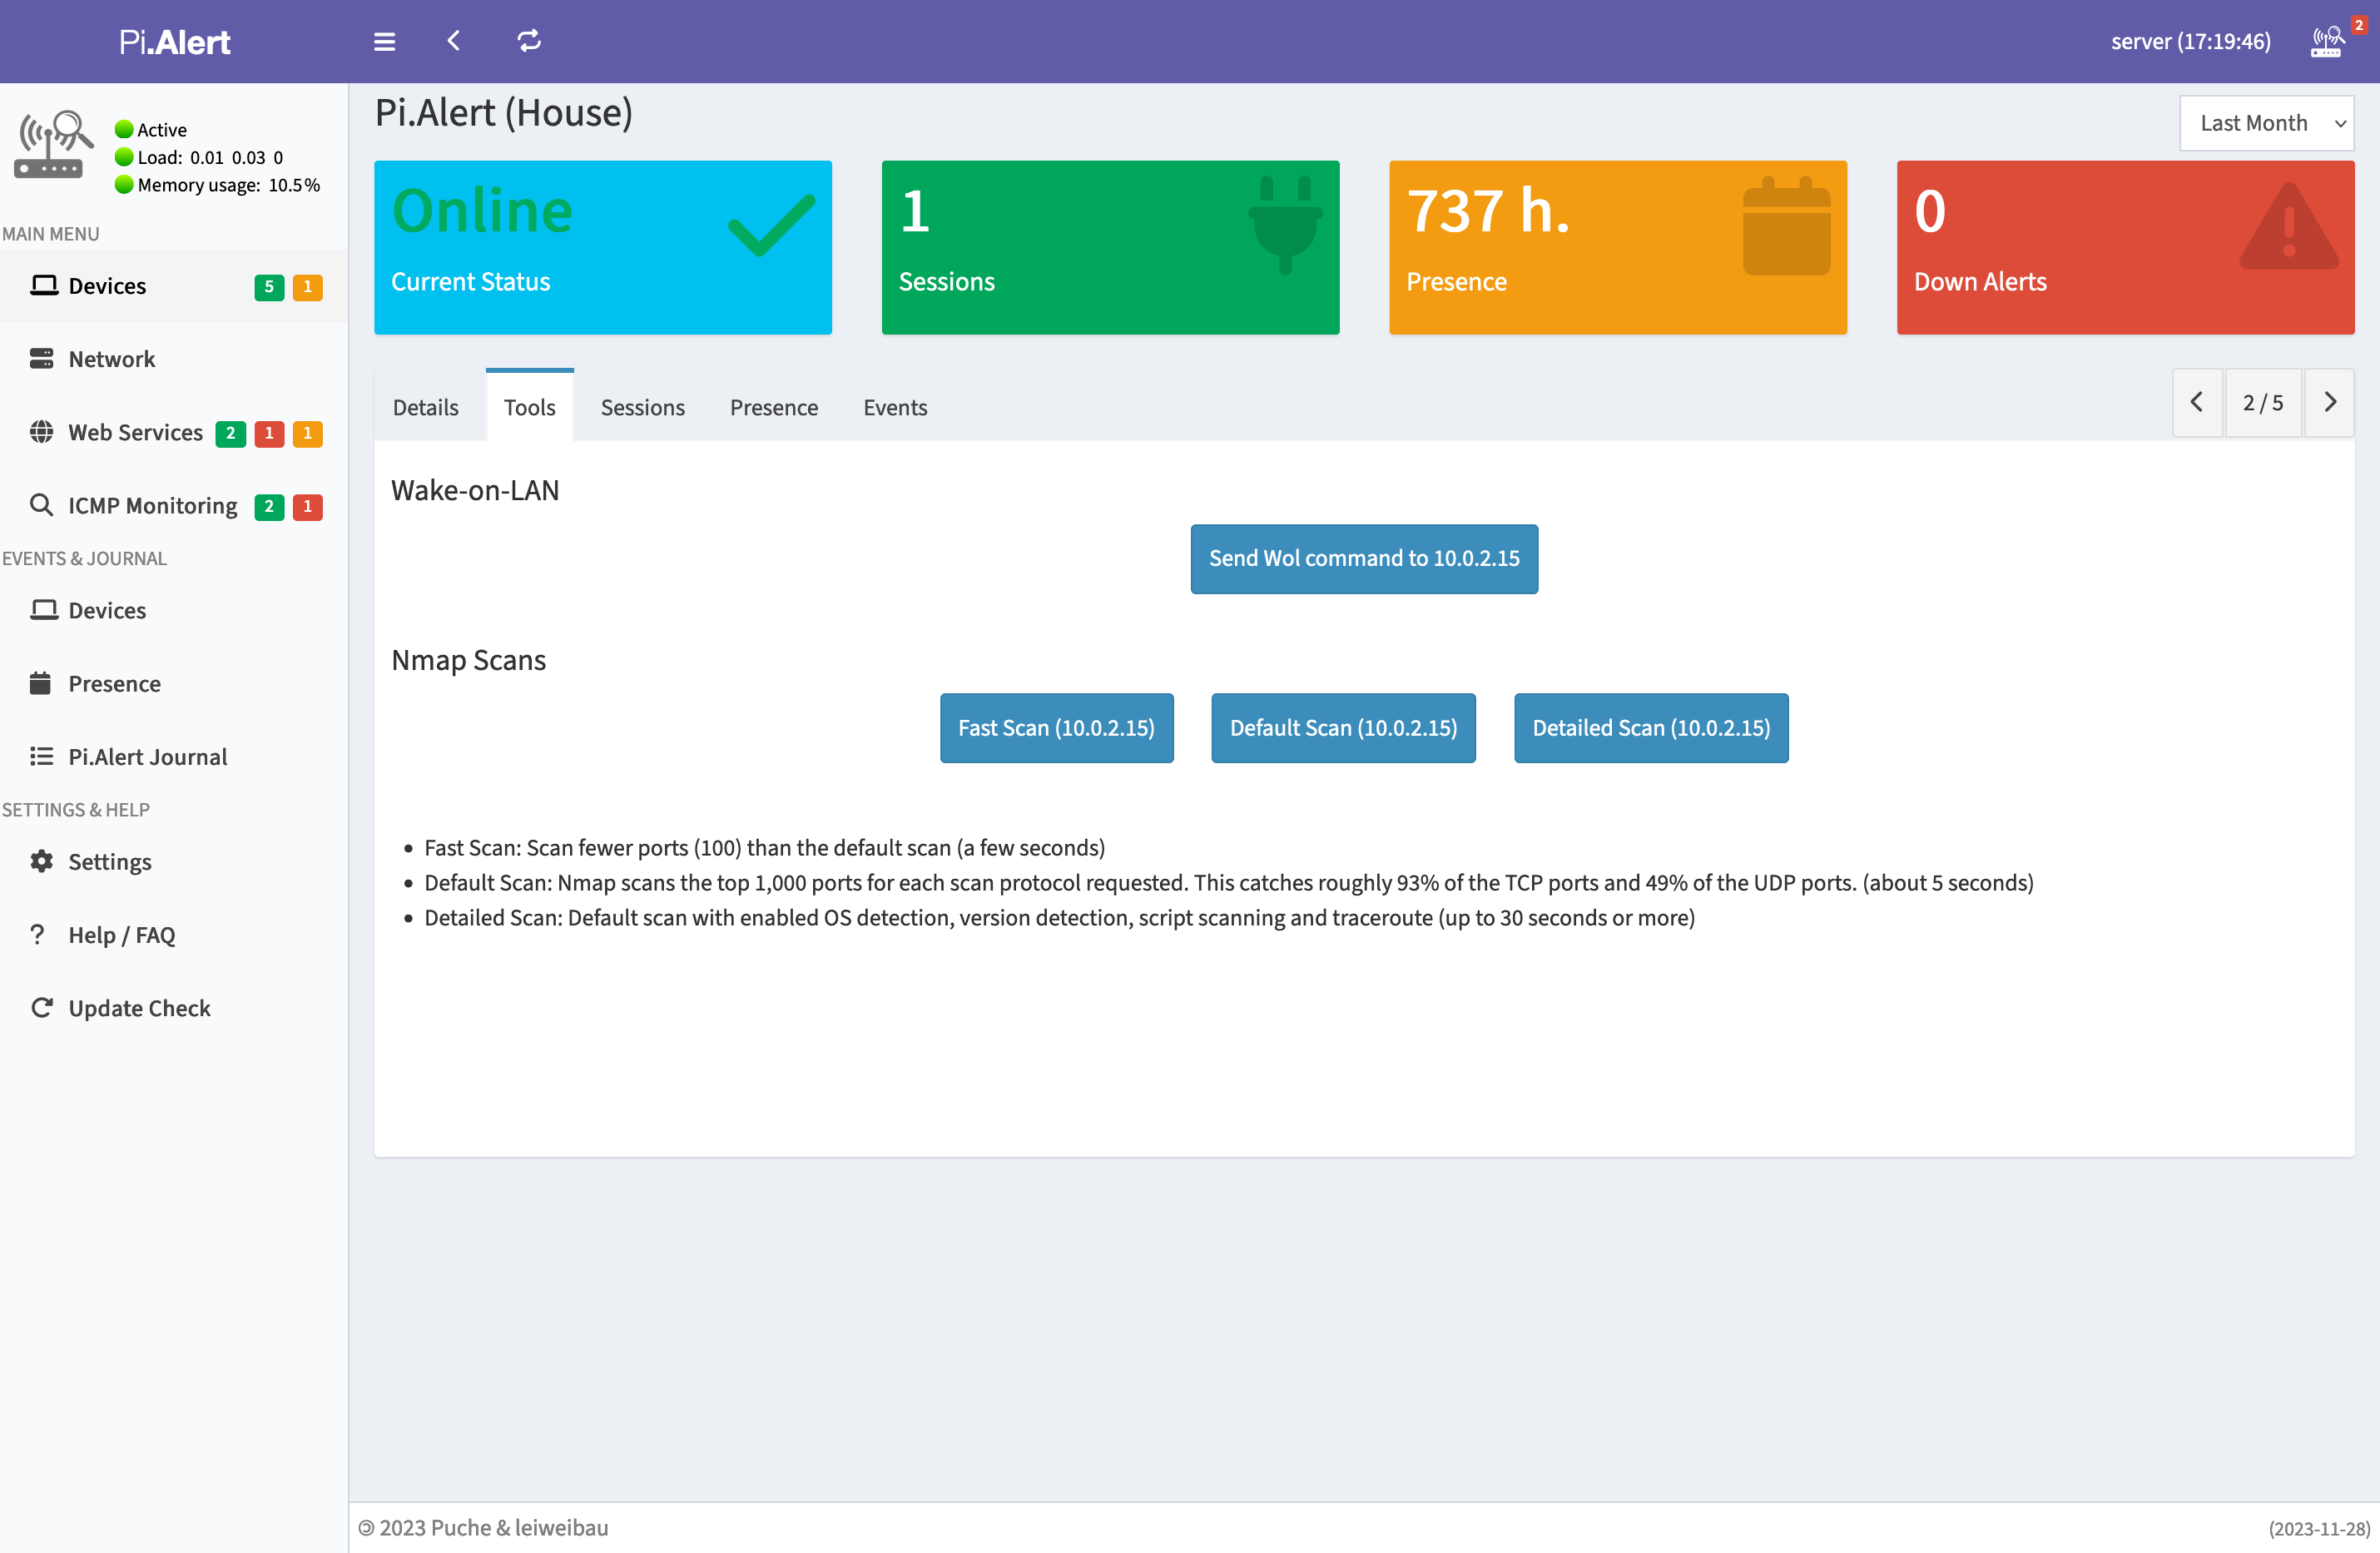 Pi.Alert
server (17:19:46)
2
Active
Load: 0.01 0.03 0
Memory usage: 10.5%
MAIN MENU
Devices 5 1
Network
Web Services 2 1 1
ICMP Monitoring 2 1
EVENTS & JOURNAL
Devices
Presence
Pi.Alert Journal
SETTINGS & HELP
Settings
Help / FAQ
Update Check
Pi.Alert (House)
Last Month
Online
Current Status
1
Sessions
737 h.
Presence
0
Down Alerts
Details Tools Sessions Presence Events
2 / 5
Wake-on-LAN
Send Wol command to 10.0.2.15
Nmap Scans
Fast Scan (10.0.2.15) Default Scan (10.0.2.15) Detailed Scan (10.0.2.15)
• Fast Scan: Scan fewer ports (100) than the default scan (a few seconds)
• Default Scan: Nmap scans the top 1,000 ports for each scan protocol requested. This catches roughly 93% of the TCP ports and 49% of the UDP ports. (about 5 seconds)
• Detailed Scan: Default scan with enabled OS detection, version detection, script scanning and traceroute (up to 30 seconds or more)
🄯 2023 Puche & leiweibau
(2023-11-28)